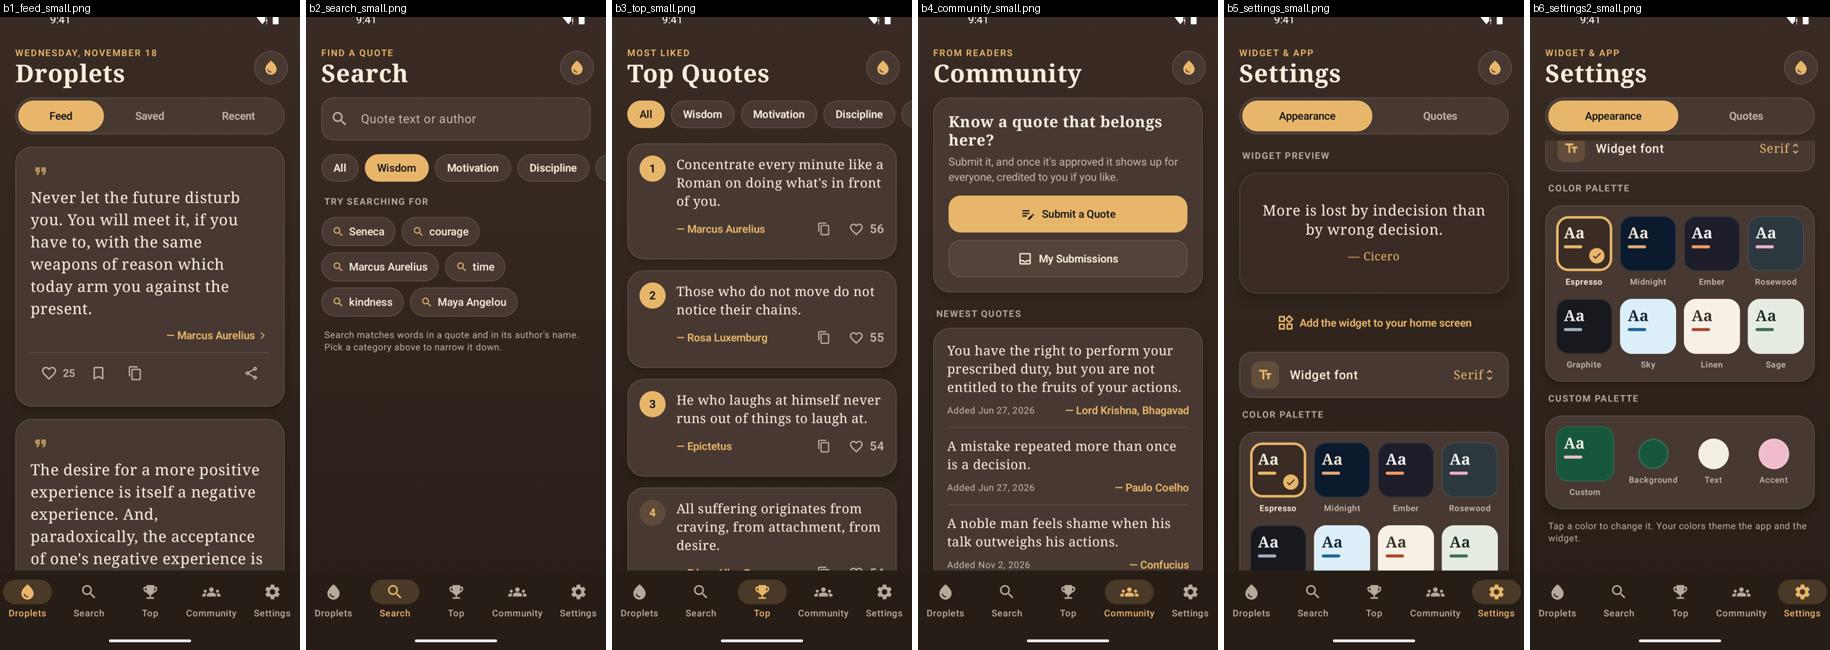 b1_feed_small.png
9:41
WEDNESDAY, NOVEMBER 18
Droplets
Feed
Saved
Recent
Never let the future disturb
you. You will meet it, if you
have to, with the same
weapons of reason which
today arm you against the
present.
— Marcus Aurelius
25
The desire for a more positive
experience is itself a negative
experience. And,
paradoxically, the acceptance
of one's negative experience is
Droplets
Search
Top
Community
Settings
b2_search_small.png
9:41
FIND A QUOTE
Search
Quote text or author
All
Wisdom
Motivation
Discipline
TRY SEARCHING FOR
Seneca
courage
Marcus Aurelius
time
kindness
Maya Angelou
Search matches words in a quote and in its author's name.
Pick a category above to narrow it down.
Droplets
Search
Top
Community
Settings
b3_top_small.png
9:41
MOST LIKED
Top Quotes
All
Wisdom
Motivation
Discipline
1
Concentrate every minute like a
Roman on doing what's in front
of you.
— Marcus Aurelius
56
2
Those who do not move do not
notice their chains.
— Rosa Luxemburg
55
3
He who laughs at himself never
runs out of things to laugh at.
— Epictetus
54
4
All suffering originates from
craving, from attachment, from
desire.
Droplets
Search
Top
Community
Settings
b4_community_small.png
9:41
FROM READERS
Community
Know a quote that belongs
here?
Submit it, and once it's approved it shows up for
everyone, credited to you if you like.
Submit a Quote
My Submissions
NEWEST QUOTES
You have the right to perform your
prescribed duty, but you are not
entitled to the fruits of your actions.
Added Jun 27, 2026
— Lord Krishna, Bhagavad
A mistake repeated more than once
is a decision.
Added Jun 27, 2026
— Paulo Coelho
A noble man feels shame when his
talk outweighs his actions.
Added Nov 2, 2026
— Confucius
Droplets
Search
Top
Community
Settings
b5_settings_small.png
9:41
WIDGET & APP
Settings
Appearance
Quotes
WIDGET PREVIEW
More is lost by indecision than
by wrong decision.
— Cicero
Add the widget to your home screen
Tт
Widget font
Serif
COLOR PALETTE
Aa
Aa
Aa
Aa
Espresso
Midnight
Ember
Rosewood
Aa
Aa
Aa
Aa
Droplets
Search
Top
Community
Settings
b6_settings2_small.png
9:41
WIDGET & APP
Settings
Appearance
Quotes
Tт
Widget font
Serif
COLOR PALETTE
Aa
Aa
Aa
Aa
Espresso
Midnight
Ember
Rosewood
Aa
Aa
Aa
Aa
Graphite
Sky
Linen
Sage
CUSTOM PALETTE
Aa
Custom
Background
Text
Accent
Tap a color to change it. Your colors theme the app and the
widget.
Droplets
Search
Top
Community
Settings